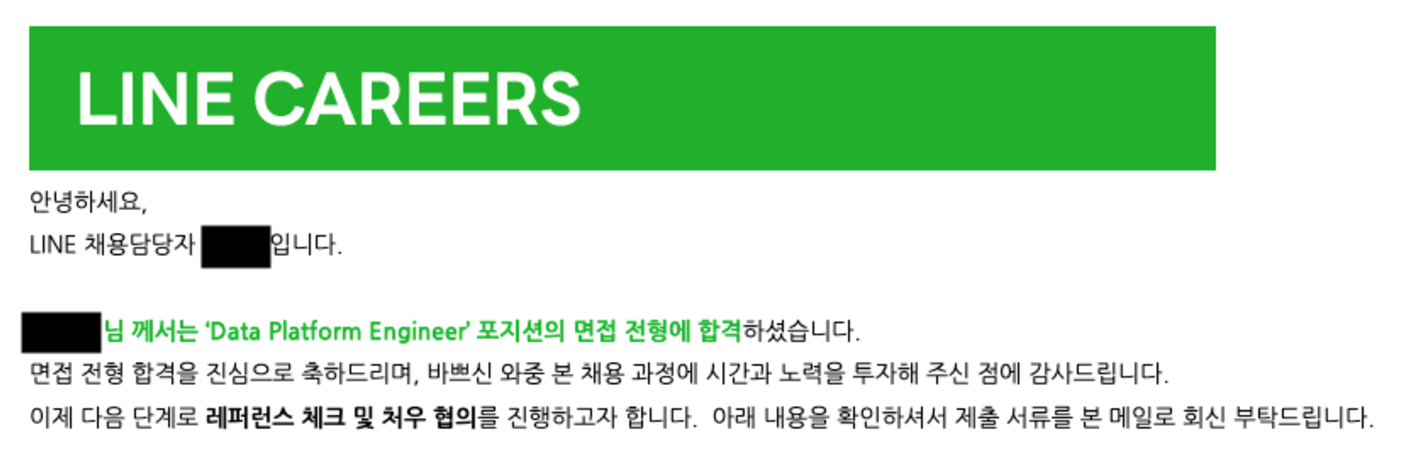 LINE CAREERS
안녕하세요,
LINE 채용담당자 입니다.
님 께서는 ‘Data Platform Engineer’ 포지션의 면접 전형에 합격하셨습니다.
면접 전형 합격을 진심으로 축하드리며, 바쁘신 와중 본 채용 과정에 시간과 노력을 투자해 주신 점에 감사드립니다.
이제 다음 단계로 레퍼런스 체크 및 처우 협의를 진행하고자 합니다.  아래 내용을 확인하셔서 제출 서류를 본 메일로 회신 부탁드립니다.